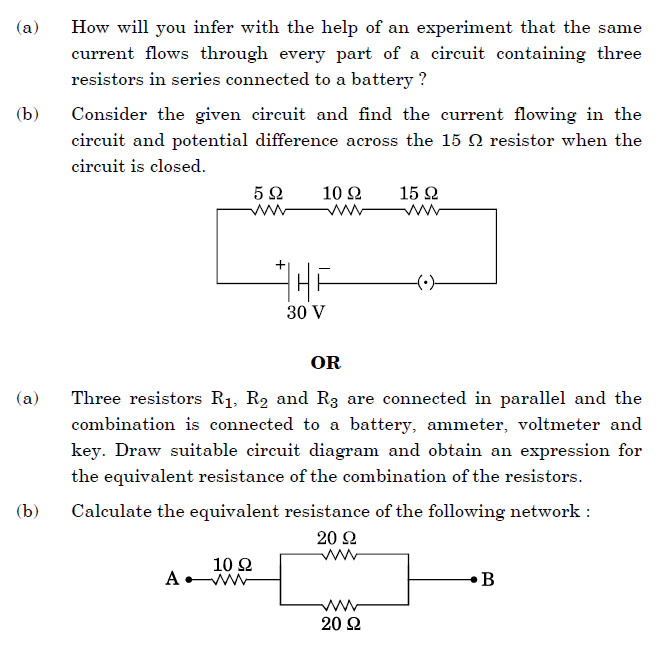 (a) How will you infer with the help of an experiment that the same
current flows through every part of a circuit containing three
resistors in series connected to a battery ?
(b) Consider the given circuit and find the current flowing in the
circuit and potential difference across the 15 Ω resistor when the
circuit is closed.
5 Ω 10 Ω 15 Ω
+ –
30 V
OR
(a) Three resistors R₁, R₂ and R₃ are connected in parallel and the
combination is connected to a battery, ammeter, voltmeter and
key. Draw suitable circuit diagram and obtain an expression for
the equivalent resistance of the combination of the resistors.
(b) Calculate the equivalent resistance of the following network :
20 Ω
10 Ω
A B
20 Ω